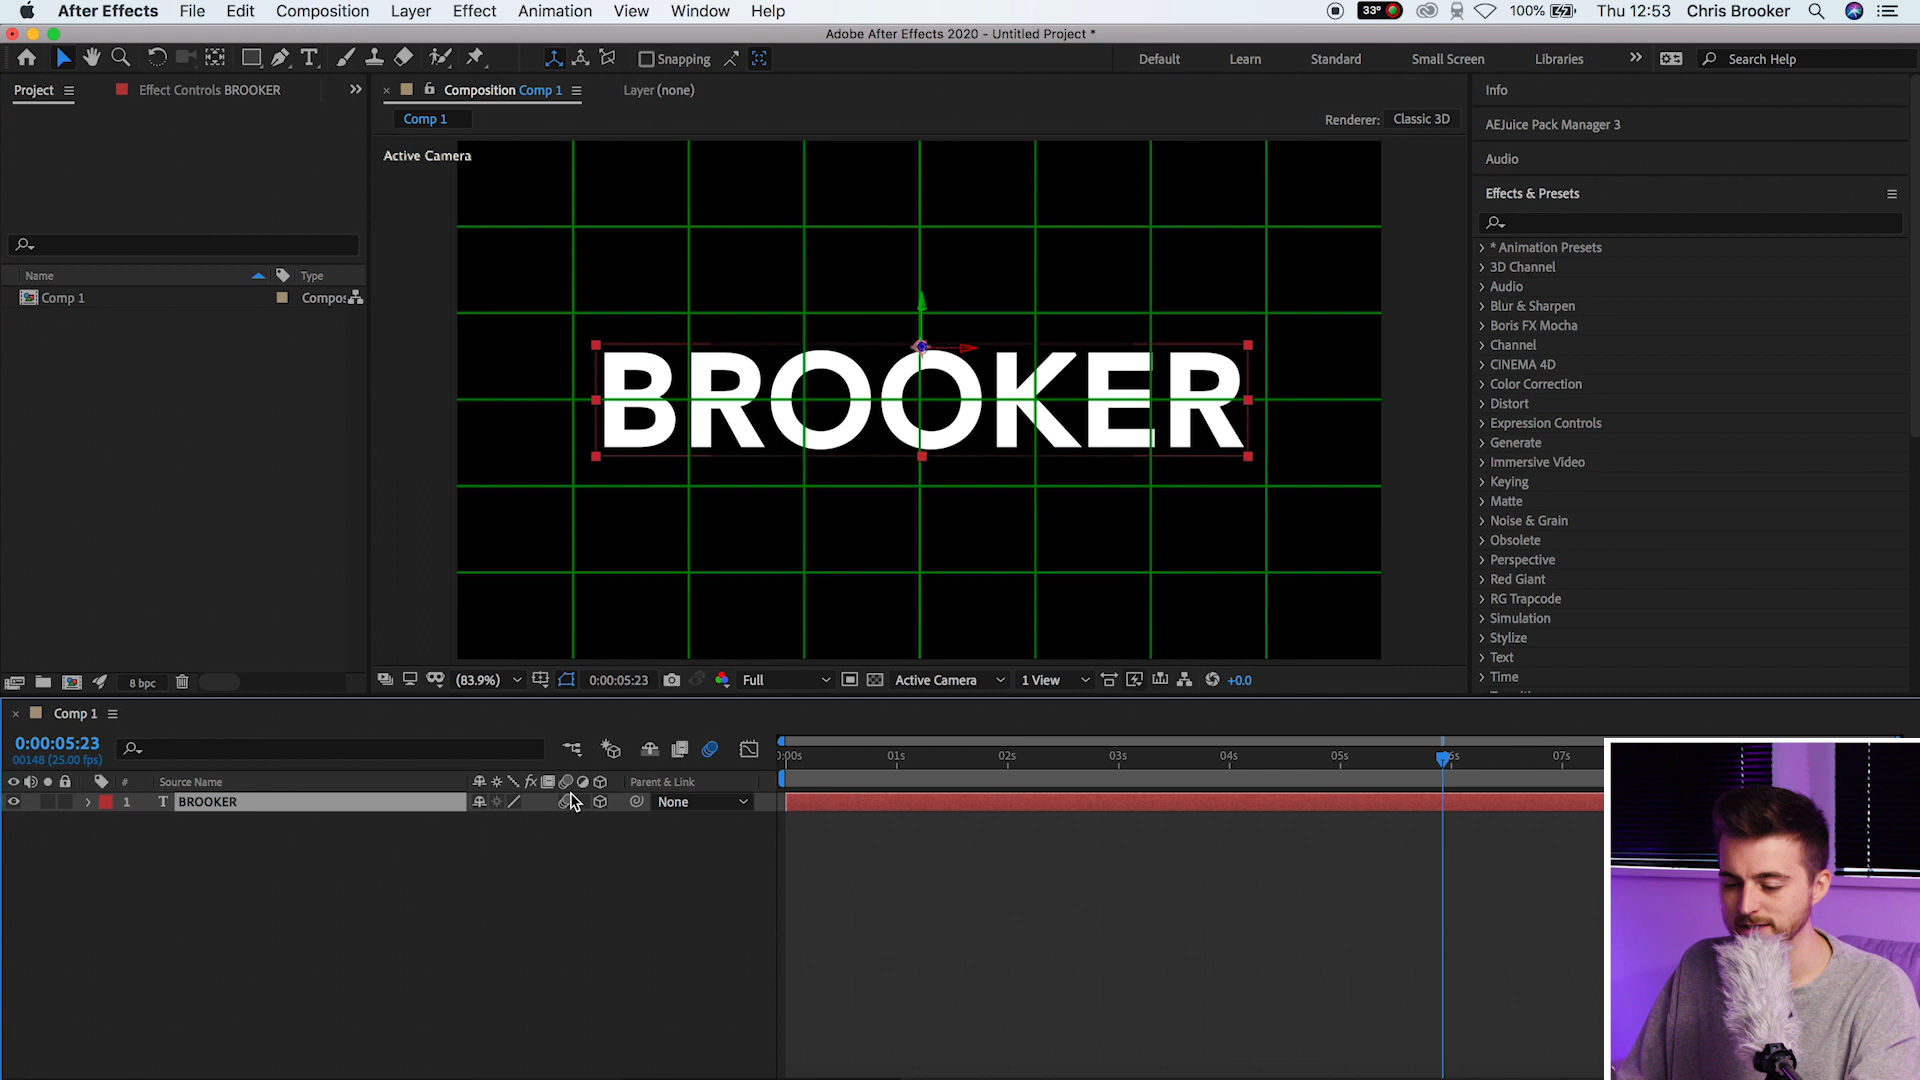 After Effects File Edit Composition Layer Effect Animation View Window Help 33° 100% Thu 12:53 Chris Brooker
Adobe After Effects 2020 - Untitled Project *
Snapping Default Learn Standard Small Screen Libraries Search Help
Project Effect Controls BROOKER
Composition Comp 1 Layer (none)
Comp 1 Renderer: Classic 3D
Active Camera
BROOKER
Name Type
Comp 1 Compos
8 bpc
(83.9%) 0:00:05:23 Full Active Camera 1 View +0.0
Info
AEJuice Pack Manager 3
Audio
Effects & Presets
* Animation Presets
3D Channel
Audio
Blur & Sharpen
Boris FX Mocha
Channel
CINEMA 4D
Color Correction
Distort
Expression Controls
Generate
Immersive Video
Keying
Matte
Noise & Grain
Obsolete
Perspective
Red Giant
RG Trapcode
Simulation
Stylize
Text
Time
Comp 1
0:00:05:23
00148 (25.00 fps)
:00s 01s 02s 03s 04s 05s 6s 07s
# Source Name fx Parent & Link
1 T BROOKER None